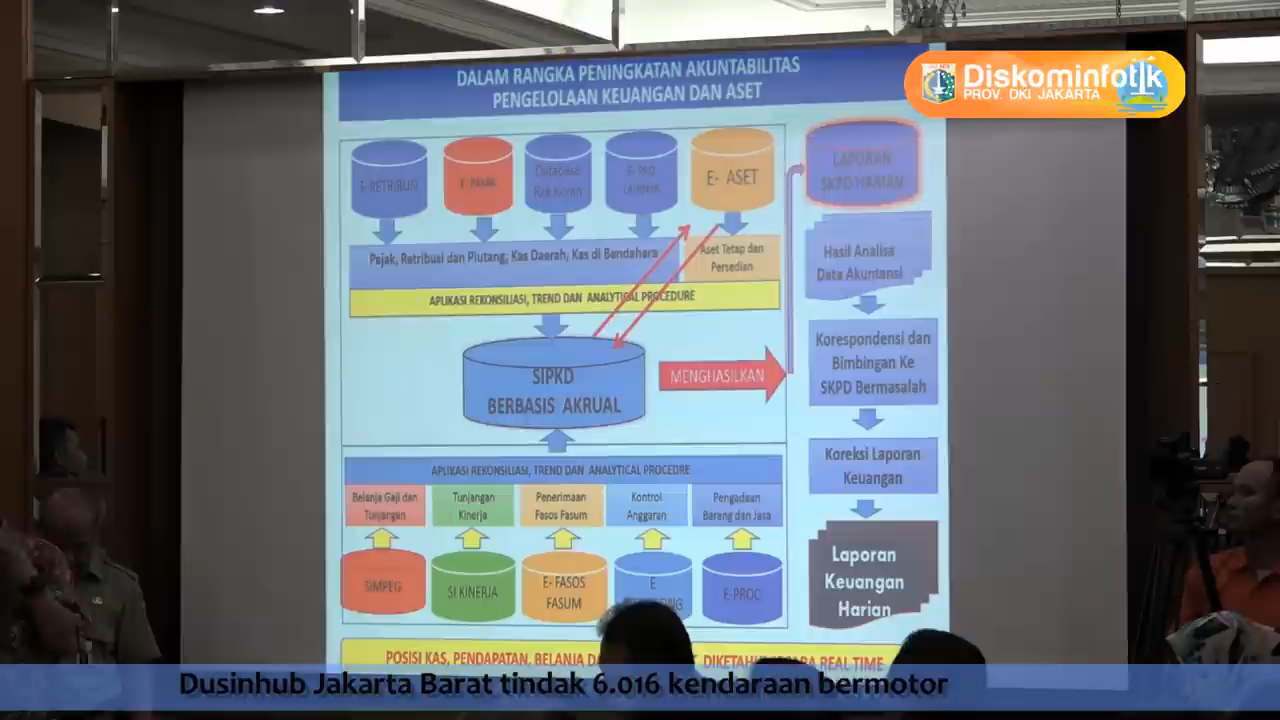 DALAM RANGKA PENINGKATAN AKUNTABILITAS
PENGELOLAAN KEUANGAN DAN ASET
Diskominfotik
PROV. DKI JAKARTA
E-RETRIBUSI
E- PAJAK
Database
Rek Koran
E- PAD
LAINNYA
E- ASET
LAPORAN
SKPD HARIAN
Pajak, Retribusi dan Piutang, Kas Daerah, Kas di Bendahara
Aset Tetap dan
Persedian
APLIKASI REKONSILIASI, TREND DAN ANALYTICAL PROCEDURE
Hasil Analisa
Data Akuntansi
SIPKD
BERBASIS AKRUAL
MENGHASILKAN
Korespondensi dan
Bimbingan Ke
SKPD Bermasalah
Koreksi Laporan
Keuangan
APLIKASI REKONSILIASI, TREND DAN ANALYTICAL PROCEDRE
Belanja Gaji dan
Tunjangan
Tunjangan
Kinerja
Penerimaan
Fasos Fasum
Kontrol
Anggaran
Pengadaan
Barang dan Jasa
SIMPEG
SI KINERJA
E- FASOS
FASUM
E
E-PROC
Laporan
Keuangan
Harian
POSISI KAS, PENDAPATAN, BELANJA DIKETAHUI REAL TIME
Dusinhub Jakarta Barat tindak 6.016 kendaraan bermotor